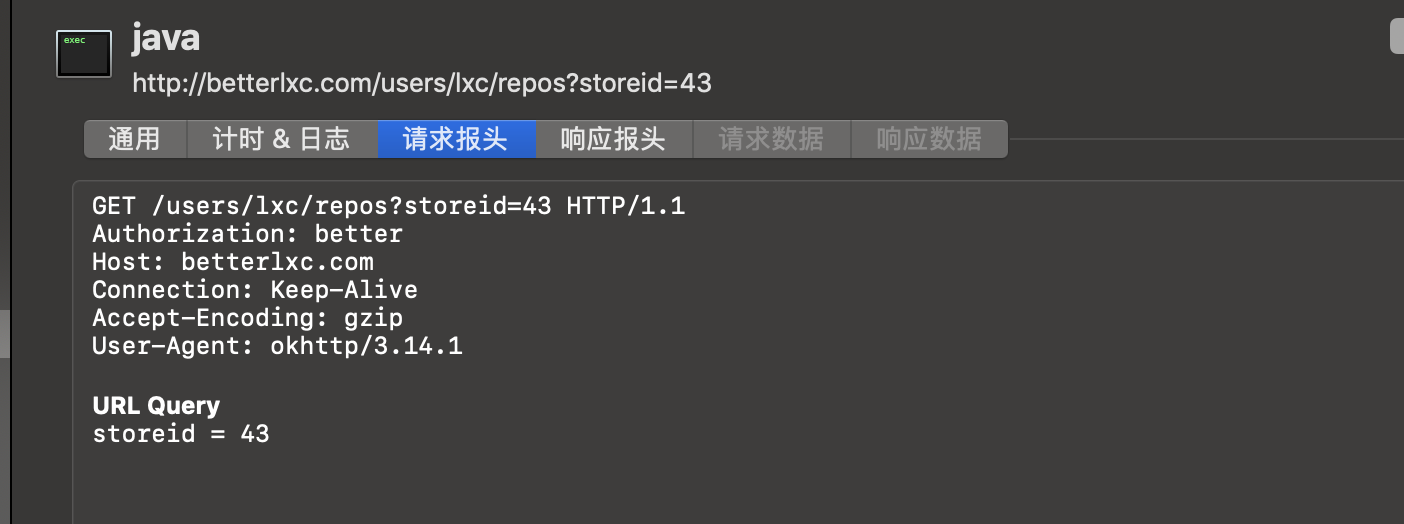 exec
java
http://betterlxc.com/users/lxc/repos?storeid=43
通用 计时 & 日志 请求报头 响应报头 请求数据 响应数据
GET /users/lxc/repos?storeid=43 HTTP/1.1
Authorization: better
Host: betterlxc.com
Connection: Keep-Alive
Accept-Encoding: gzip
User-Agent: okhttp/3.14.1
URL Query
storeid = 43